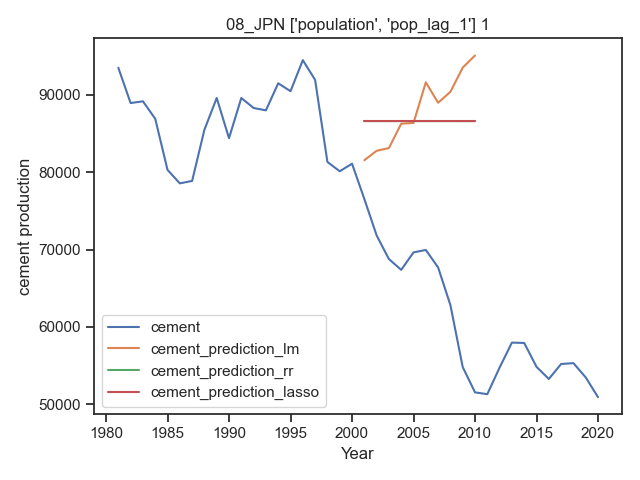 08_JPN ['population', 'pop_lag_1'] 1
cement production
90000
80000
70000
60000
50000
cement
cement_prediction_lm
cement_prediction_rr
cement_prediction_lasso
1980 1985 1990 1995 2000 2005 2010 2015 2020
Year